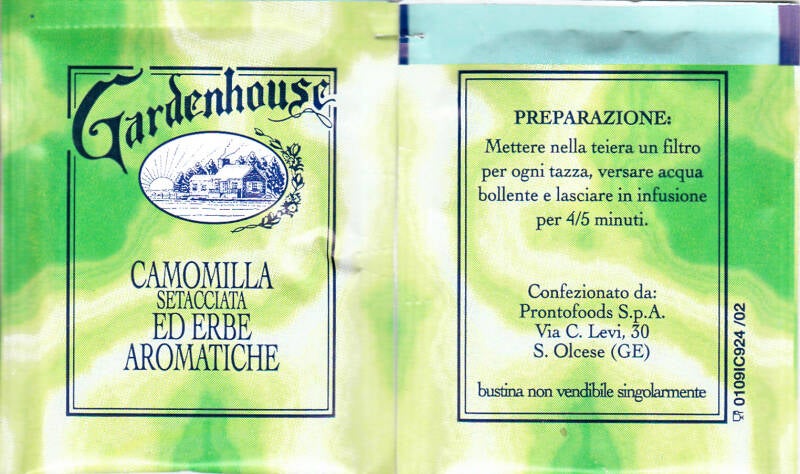 Gardenhouse
CAMOMILLA
SETACCIATA
ED ERBE
AROMATICHE
PREPARAZIONE:
Mettere nella teiera un filtro
per ogni tazza, versare acqua
bollente e lasciare in infusione
per 4/5 minuti.
Confezionato da:
Prontofoods S.p.A.
Via C. Levi, 30
S. Olcese (GE)
bustina non vendibile singolarmente
0109IC924 /02